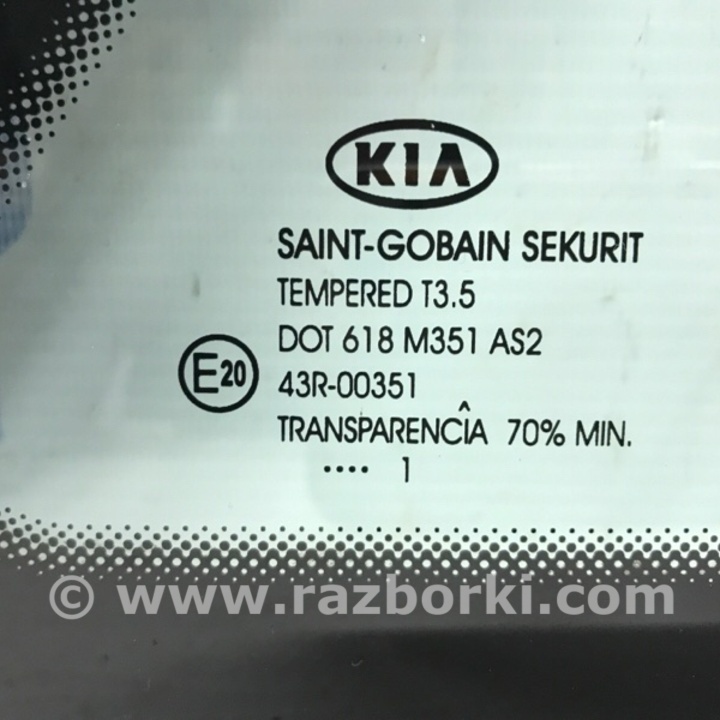 KIA
SAINT-GOBAIN SEKURIT
TEMPERED T3.5
DOT 618 M351 AS2
E20 43R-00351
TRANSPARENCÎA 70% MIN.
.... 1
© www.razborki.com